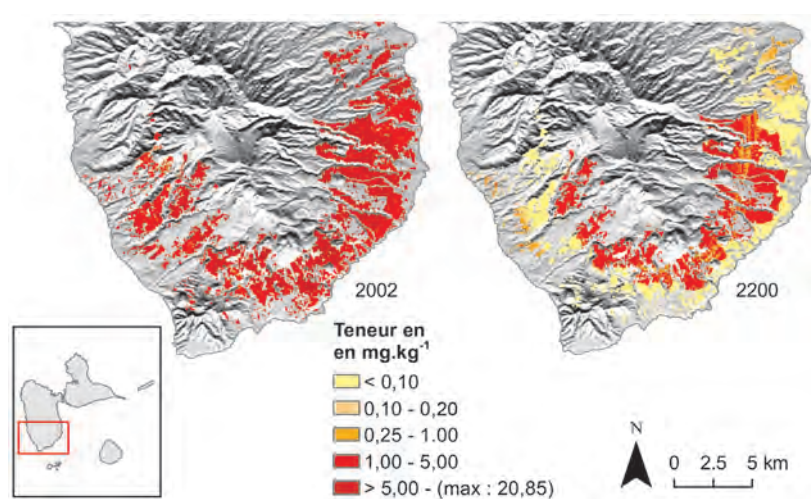 2002
2200
Teneur en
en mg.kg-1
< 0,10
0,10 - 0,20
0,25 - 1.00
1,00 - 5,00
> 5,00 - (max : 20,85)
N
0 2.5 5 km